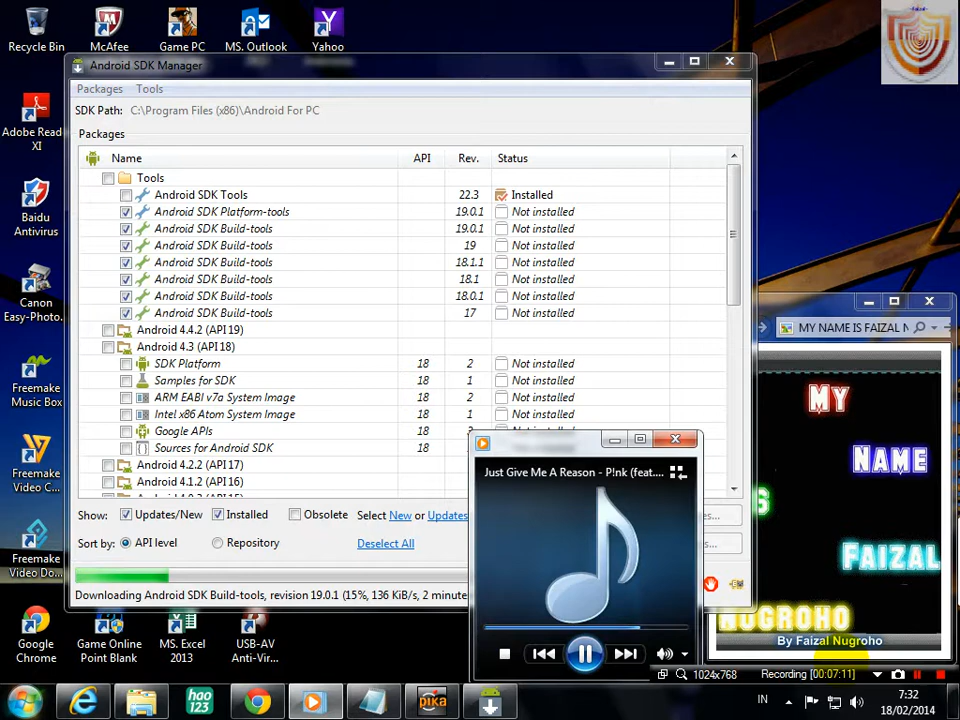 Recycle Bin
McAfee
Game PC
MS. Outlook
Yahoo
Adobe Read
XI
Baidu
Antivirus
Canon
Easy-Photo...
Freemake
Music Box
Freemake
Video C...
Freemake
Video Do...
Google
Chrome
Game Online
Point Blank
MS. Excel
2013
USB-AV
Anti-Vir...
Android SDK Manager
Packages Tools
SDK Path: C:\Program Files (x86)\Android For PC
Packages
Name API Rev. Status
Tools
Android SDK Tools 22.3 Installed
Android SDK Platform-tools 19.0.1 Not installed
Android SDK Build-tools 19.0.1 Not installed
Android SDK Build-tools 19 Not installed
Android SDK Build-tools 18.1.1 Not installed
Android SDK Build-tools 18.1 Not installed
Android SDK Build-tools 18.0.1 Not installed
Android SDK Build-tools 17 Not installed
Android 4.4.2 (API 19)
Android 4.3 (API 18)
SDK Platform 18 2 Not installed
Samples for SDK 18 1 Not installed
ARM EABI v7a System Image 18 2 Not installed
Intel x86 Atom System Image 18 1 Not installed
Google APIs 18
Sources for Android SDK 18
Android 4.2.2 (API 17)
Android 4.1.2 (API 16)
Show: Updates/New Installed Obsolete Select New or Updates
Sort by: API level Repository Deselect All
Downloading Android SDK Build-tools, revision 19.0.1 (15%, 136 KiB/s, 2 minute
Just Give Me A Reason - P!nk (feat....
MY NAME IS FAIZAL N
My
Name
Faizal
Nugroho
By Faizal Nugroho
1024x768 Recording [00:07:11]
hao
123
pika
IN
7:32
18/02/2014